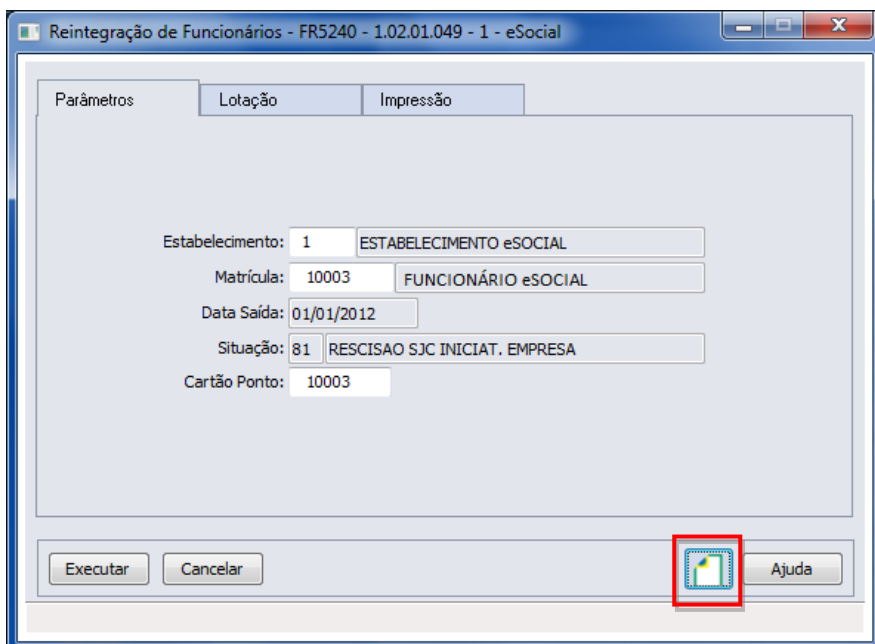 Reintegração de Funcionários - FR5240 - 1.02.01.049 - 1 - eSocial
Parâmetros Lotação Impressão
Estabelecimento: 1 ESTABELECIMENTO eSOCIAL
Matrícula: 10003 FUNCIONÁRIO eSOCIAL
Data Saída: 01/01/2012
Situação: 81 RESCISAO SJC INICIAT. EMPRESA
Cartão Ponto: 10003
Executar Cancelar Ajuda